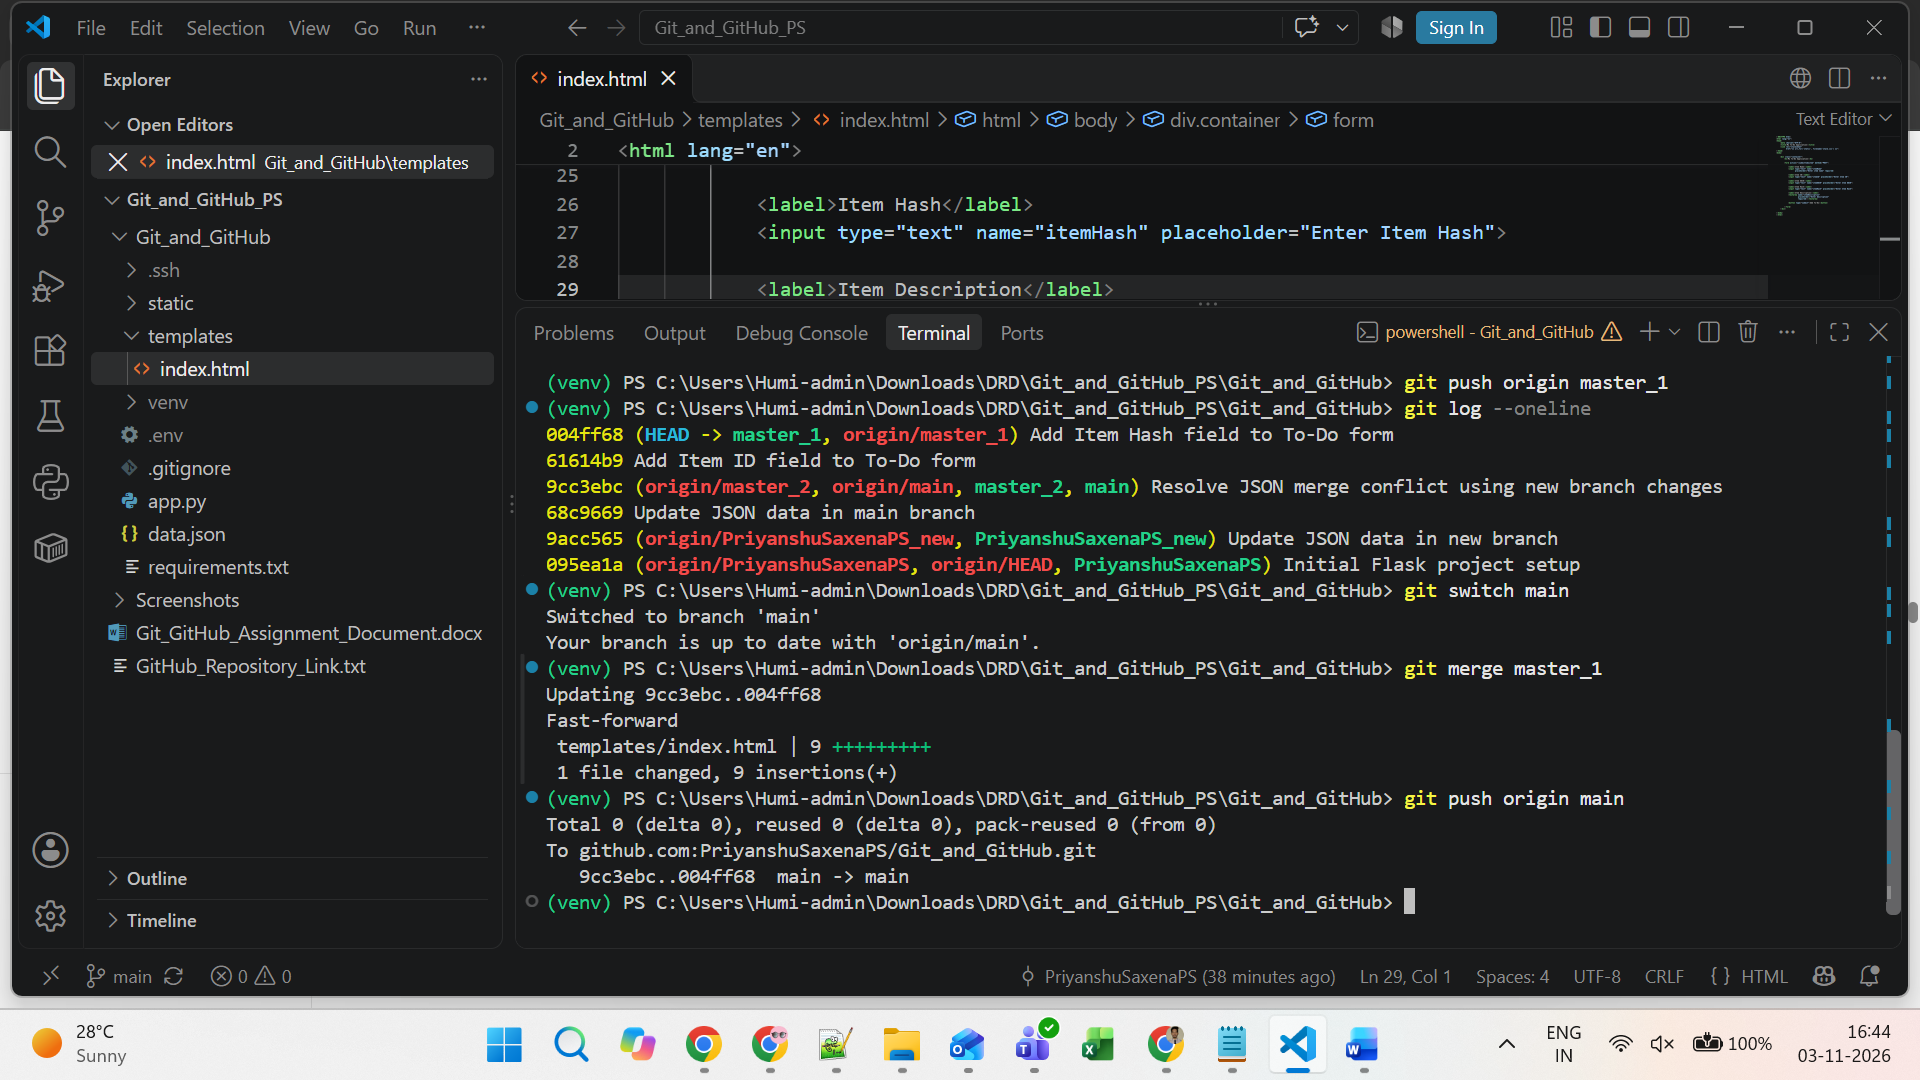 File Edit Selection View Go Run ···
Git_and_GitHub_PS
Sign In
Explorer
Open Editors
index.html Git_and_GitHub\templates
Git_and_GitHub_PS
Git_and_GitHub
.ssh
static
templates
index.html
venv
.env
.gitignore
app.py
data.json
requirements.txt
Screenshots
Git_GitHub_Assignment_Document.docx
GitHub_Repository_Link.txt
Outline
Timeline
index.html
Git_and_GitHub > templates > index.html > html > body > div.container > form
Text Editor
2 <html lang="en">
25
26 <label>Item Hash</label>
27 <input type="text" name="itemHash" placeholder="Enter Item Hash">
28
29 <label>Item Description</label>
Problems Output Debug Console Terminal Ports
powershell - Git_and_GitHub
(venv) PS C:\Users\Humi-admin\Downloads\DRD\Git_and_GitHub_PS\Git_and_GitHub> git push origin master_1
(venv) PS C:\Users\Humi-admin\Downloads\DRD\Git_and_GitHub_PS\Git_and_GitHub> git log --oneline
004ff68 (HEAD -> master_1, origin/master_1) Add Item Hash field to To-Do form
61614b9 Add Item ID field to To-Do form
9cc3ebc (origin/master_2, origin/main, master_2, main) Resolve JSON merge conflict using new branch changes
68c9669 Update JSON data in main branch
9acc565 (origin/PriyanshuSaxenaPS_new, PriyanshuSaxenaPS_new) Update JSON data in new branch
095ea1a (origin/PriyanshuSaxenaPS, origin/HEAD, PriyanshuSaxenaPS) Initial Flask project setup
(venv) PS C:\Users\Humi-admin\Downloads\DRD\Git_and_GitHub_PS\Git_and_GitHub> git switch main
Switched to branch 'main'
Your branch is up to date with 'origin/main'.
(venv) PS C:\Users\Humi-admin\Downloads\DRD\Git_and_GitHub_PS\Git_and_GitHub> git merge master_1
Updating 9cc3ebc..004ff68
Fast-forward
templates/index.html | 9 +++++++++
1 file changed, 9 insertions(+)
(venv) PS C:\Users\Humi-admin\Downloads\DRD\Git_and_GitHub_PS\Git_and_GitHub> git push origin main
Total 0 (delta 0), reused 0 (delta 0), pack-reused 0 (from 0)
To github.com:PriyanshuSaxenaPS/Git_and_GitHub.git
9cc3ebc..004ff68 main -> main
(venv) PS C:\Users\Humi-admin\Downloads\DRD\Git_and_GitHub_PS\Git_and_GitHub>
main 0 0 PriyanshuSaxenaPS (38 minutes ago) Ln 29, Col 1 Spaces: 4 UTF-8 CRLF { } HTML
28°C
Sunny
ENG
IN
100%
16:44
03-11-2026